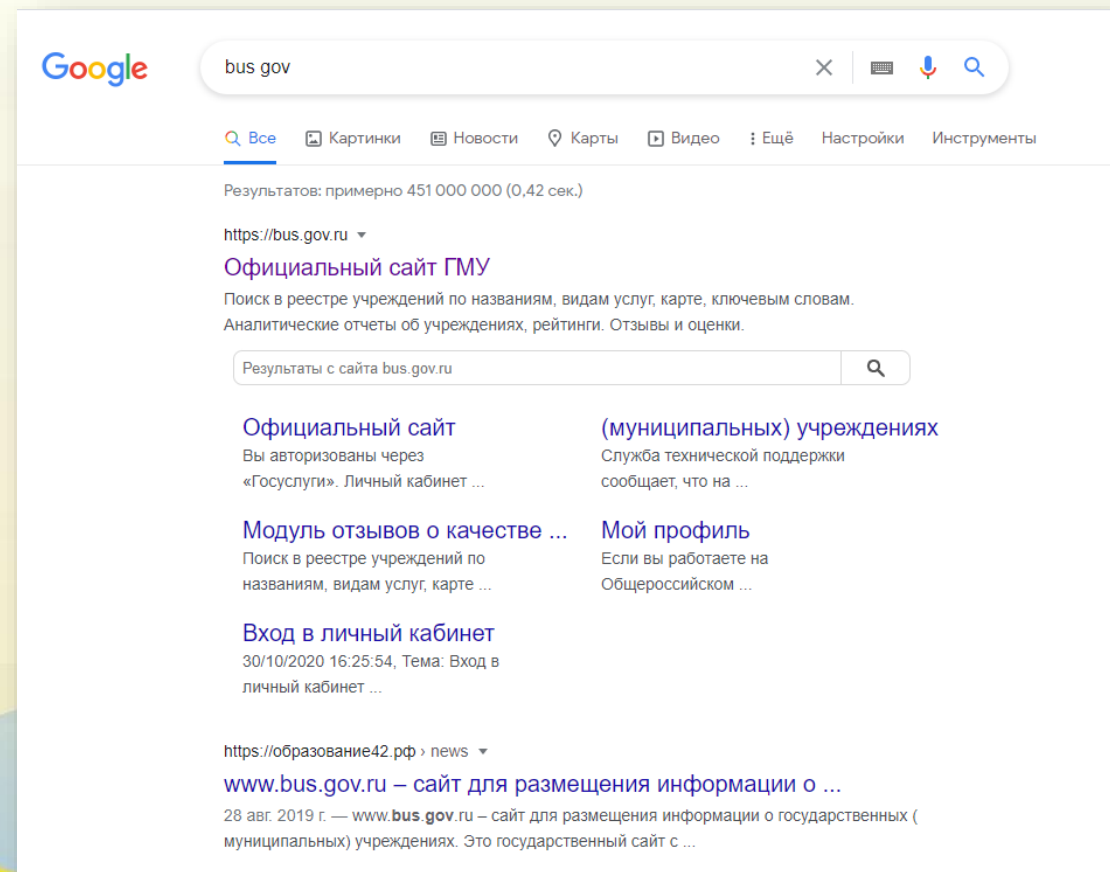 Google
bus gov
Все Картинки Новости Карты Видео Ещё Настройки Инструменты
Результатов: примерно 451 000 000 (0,42 сек.)
https://bus.gov.ru
Официальный сайт ГМУ
Поиск в реестре учреждений по названиям, видам услуг, карте, ключевым словам.
Аналитические отчеты об учреждениях, рейтинги. Отзывы и оценки.
Результаты с сайта bus.gov.ru
Официальный сайт
Вы авторизованы через
«Госуслуги». Личный кабинет ...
(муниципальных) учреждениях
Служба технической поддержки
сообщает, что на ...
Модуль отзывов о качестве ...
Поиск в реестре учреждений по
названиям, видам услуг, карте ...
Мой профиль
Если вы работаете на
Общероссийском ...
Вход в личный кабинет
30/10/2020 16:25:54, Тема: Вход в
личный кабинет ...
https://образование42.рф › news
www.bus.gov.ru – сайт для размещения информации о ...
28 авг. 2019 г. — www.bus.gov.ru – сайт для размещения информации о государственных (
муниципальных) учреждениях. Это государственный сайт с ...